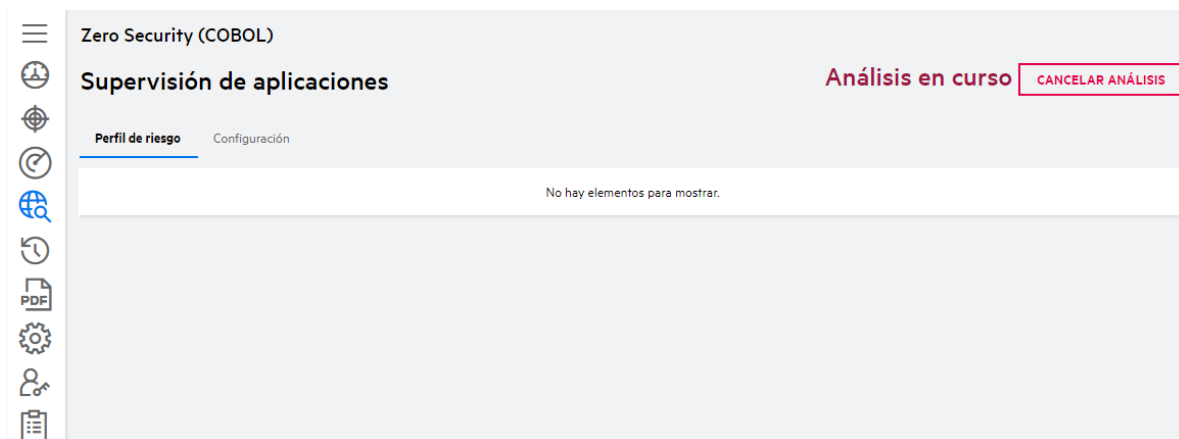 Zero Security (COBOL)
Supervisión de aplicaciones
Análisis en curso
CANCELAR ANÁLISIS
Perfil de riesgo
Configuración
No hay elementos para mostrar.
PDF